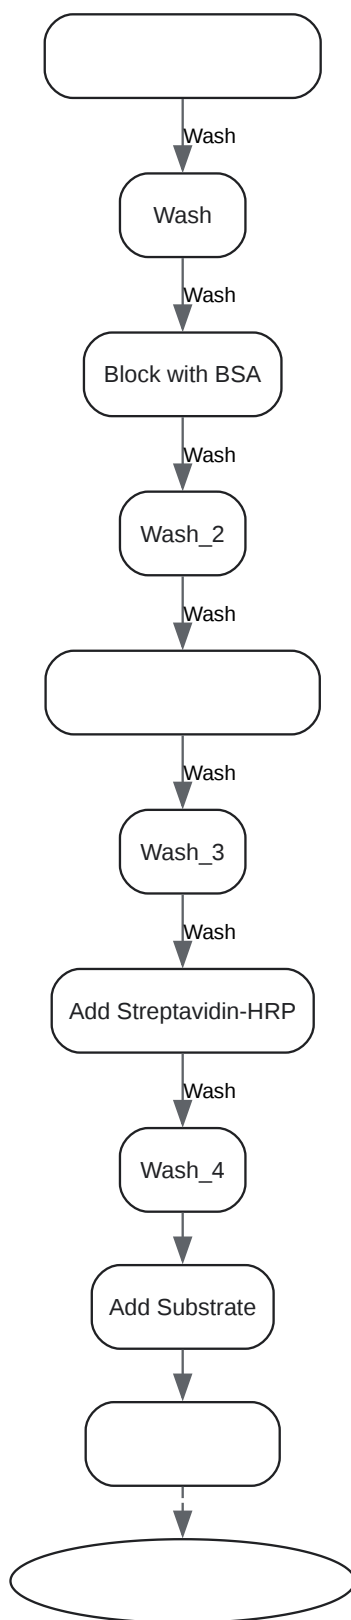 Wash
Wash
Wash
Block with BSA
Wash
Wash_2
Wash
Wash
Wash_3
Wash
Add Streptavidin-HRP
Wash
Wash_4
Add Substrate